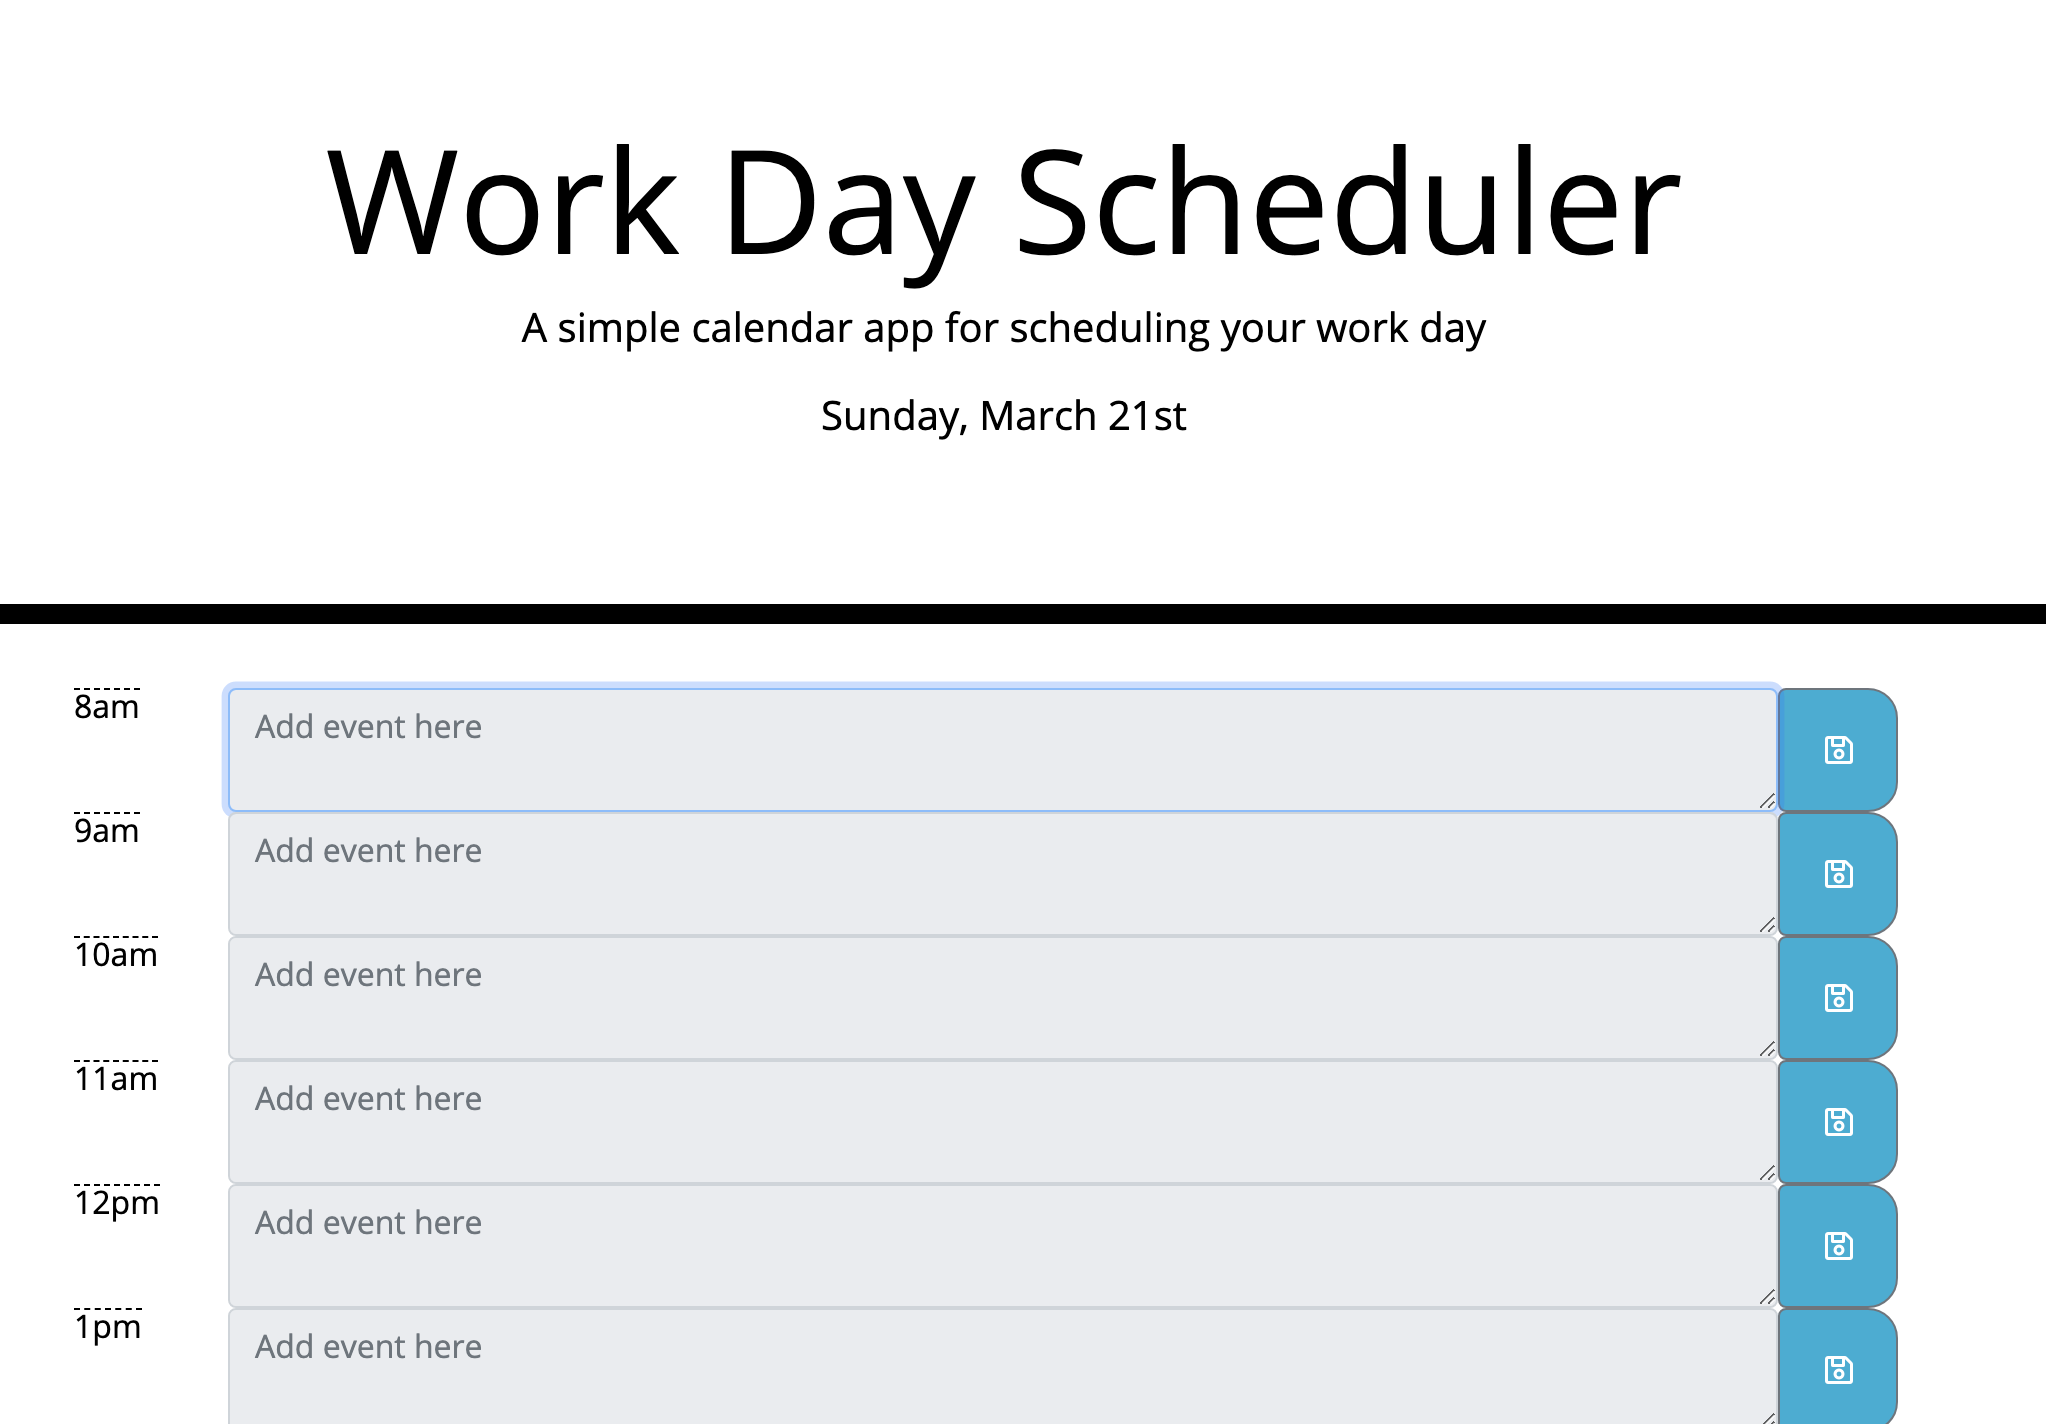 Work Day Scheduler
A simple calendar app for scheduling your work day
Sunday, March 21st
8am
Add event here
9am
Add event here
10am
Add event here
11am
Add event here
12pm
Add event here
1pm
Add event here